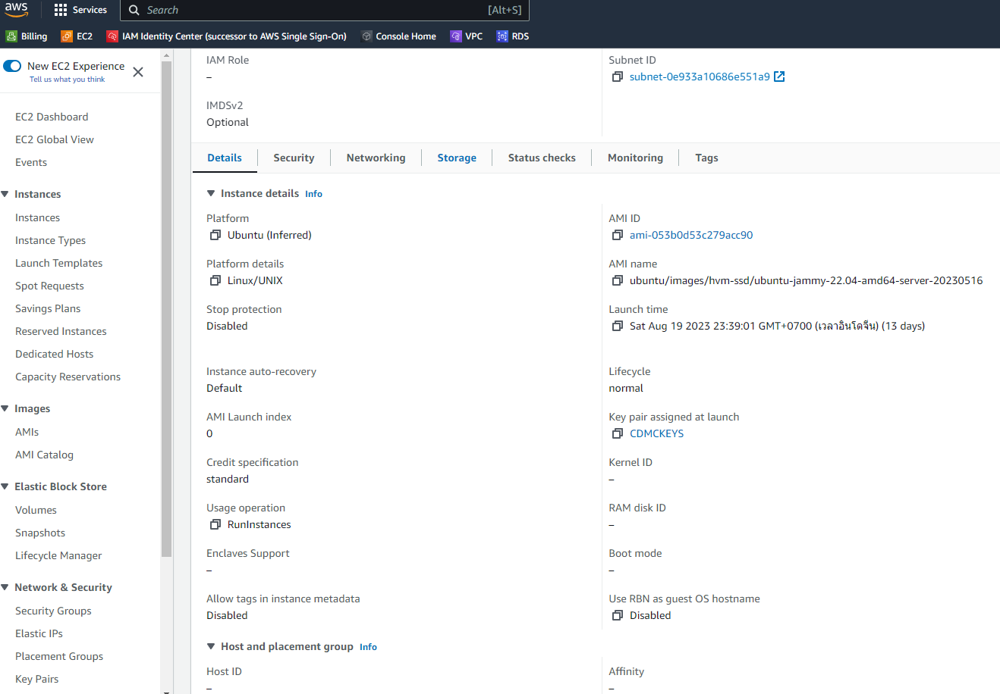 aws
Services
Search
[Alt+S]
Billing
EC2
IAM Identity Center (successor to AWS Single Sign-On)
Console Home
VPC
RDS
New EC2 Experience
Tell us what you think
EC2 Dashboard
EC2 Global View
Events
Instances
Instances
Instance Types
Launch Templates
Spot Requests
Savings Plans
Reserved Instances
Dedicated Hosts
Capacity Reservations
Images
AMIs
AMI Catalog
Elastic Block Store
Volumes
Snapshots
Lifecycle Manager
Network & Security
Security Groups
Elastic IPs
Placement Groups
Key Pairs
IAM Role
–
Subnet ID
subnet-0e933a10686e551a9
IMDSv2
Optional
Details
Security
Networking
Storage
Status checks
Monitoring
Tags
Instance details Info
Platform
Ubuntu (Inferred)
AMI ID
ami-053b0d53c279acc90
Platform details
Linux/UNIX
AMI name
ubuntu/images/hvm-ssd/ubuntu-jammy-22.04-amd64-server-20230516
Stop protection
Disabled
Launch time
Sat Aug 19 2023 23:39:01 GMT+0700 (เวลาอินโดจีน) (13 days)
Instance auto-recovery
Default
Lifecycle
normal
AMI Launch index
0
Key pair assigned at launch
CDMCKEYS
Credit specification
standard
Kernel ID
–
Usage operation
RunInstances
RAM disk ID
–
Enclaves Support
–
Boot mode
–
Allow tags in instance metadata
Disabled
Use RBN as guest OS hostname
Disabled
Host and placement group Info
Host ID
–
Affinity
–